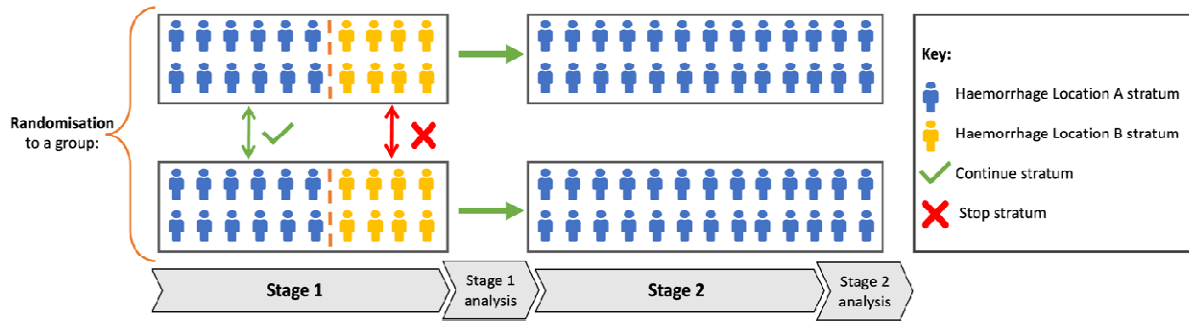 Randomisation
to a group:
Key:
Haemorrhage Location A stratum
Haemorrhage Location B stratum
Continue stratum
Stop stratum
Stage 1
Stage 1
analysis
Stage 2
Stage 2
analysis